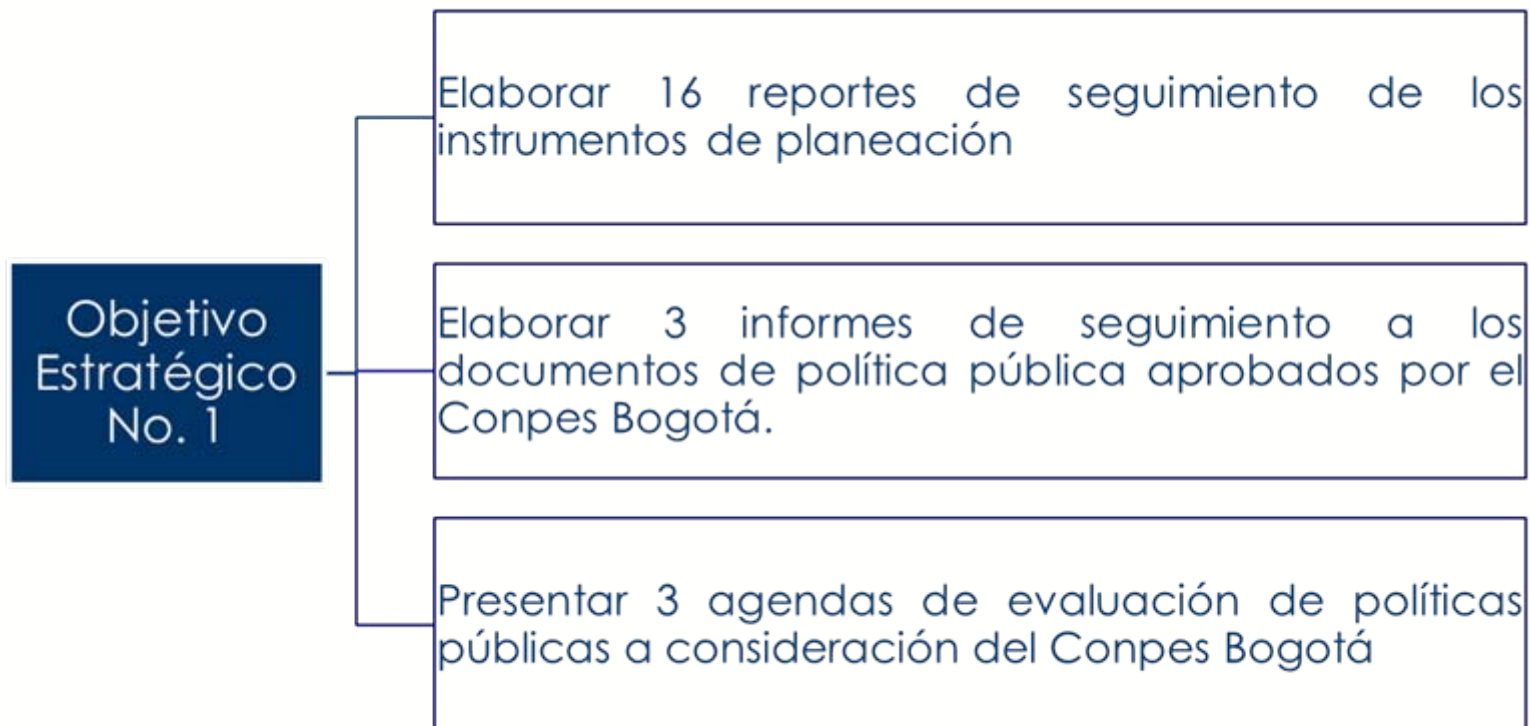 Elaborar 16 reportes de seguimiento de los
instrumentos de planeación
Objetivo
Estratégico
No. 1
Elaborar 3 informes de seguimiento a los
documentos de política pública aprobados por el
Conpes Bogotá.
Presentar 3 agendas de evaluación de políticas
públicas a consideración del Conpes Bogotá